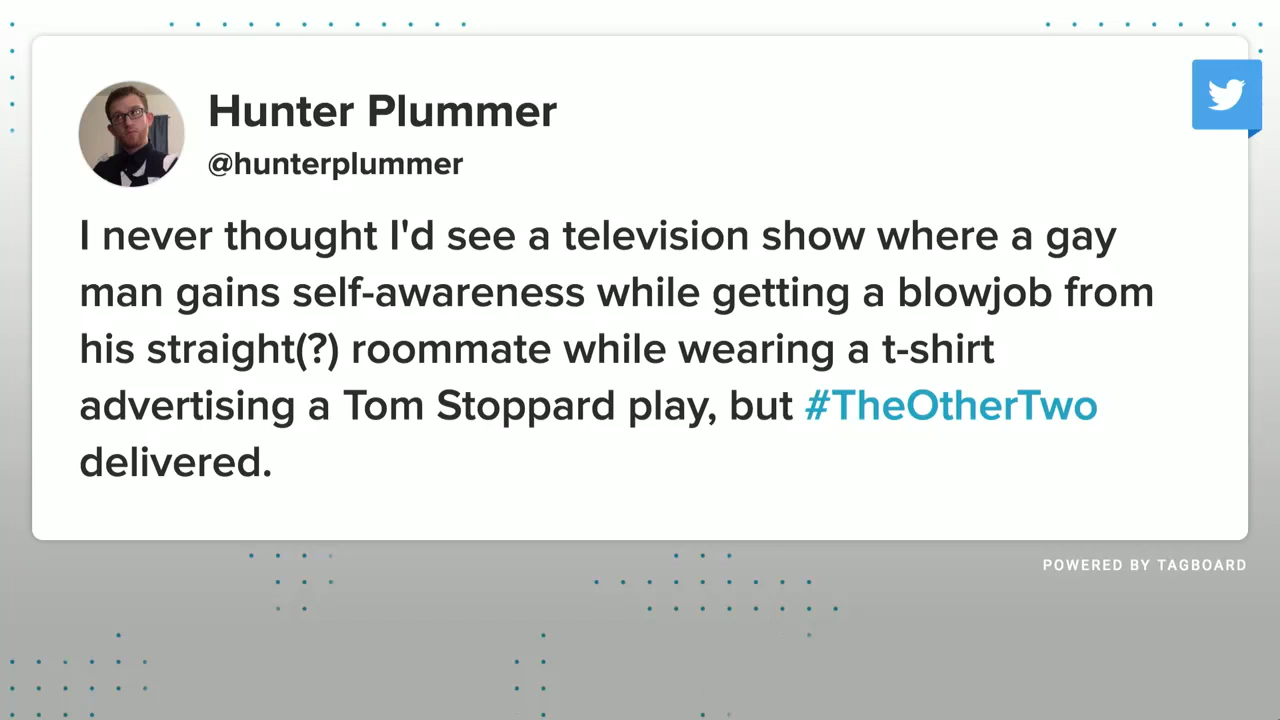 Hunter Plummer
@hunterplummer
I never thought I'd see a television show where a gay
man gains self-awareness while getting a blowjob from
his straight(?) roommate while wearing a t-shirt
advertising a Tom Stoppard play, but #TheOtherTwo
delivered.
POWERED BY TAGBOARD